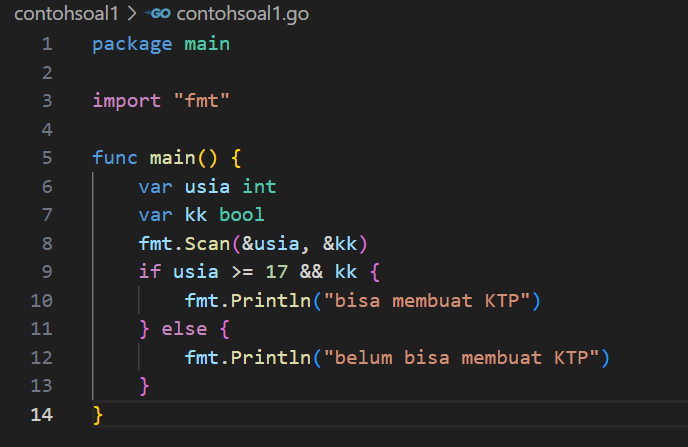 contohsoal1 > GO contohsoal1.go
1 package main
2
3 import "fmt"
4
5 func main() {
6 var usia int
7 var kk bool
8 fmt.Scan(&usia, &kk)
9 if usia >= 17 && kk {
10 fmt.Println("bisa membuat KTP")
11 } else {
12 fmt.Println("belum bisa membuat KTP")
13 }
14 }